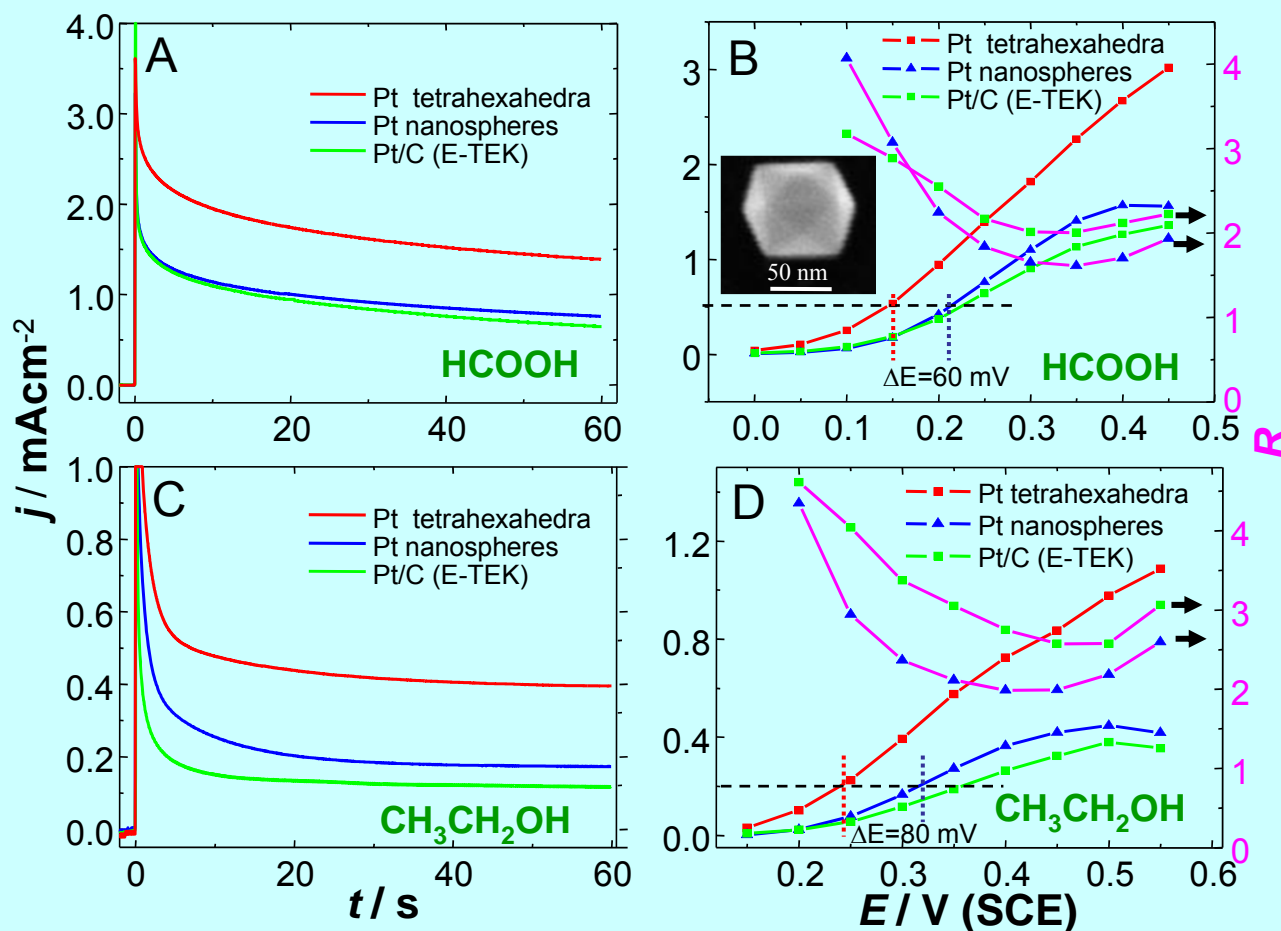 A
4.0
3.0
2.0
1.0
0.0
Pt tetrahexahedra
Pt nanospheres
Pt/C (E-TEK)
HCOOH
0
20
40
60
B
3
2
1
0
Pt tetrahexahedra
Pt nanospheres
Pt/C (E-TEK)
50 nm
ΔE=60 mV
HCOOH
4
3
2
1
0
0.0 0.1 0.2 0.3 0.4 0.5
j / mAcm⁻²
R
C
1.0
0.8
0.6
0.4
0.2
0.0
Pt tetrahexahedra
Pt nanospheres
Pt/C (E-TEK)
CH₃CH₂OH
0 20 40 60
t / s
D
1.2
0.8
0.4
0.0
Pt tetrahexahedra
Pt nanospheres
Pt/C (E-TEK)
ΔE=80 mV
CH₃CH₂OH
4
3
2
1
0
0.2 0.3 0.4 0.5 0.6
E / V (SCE)